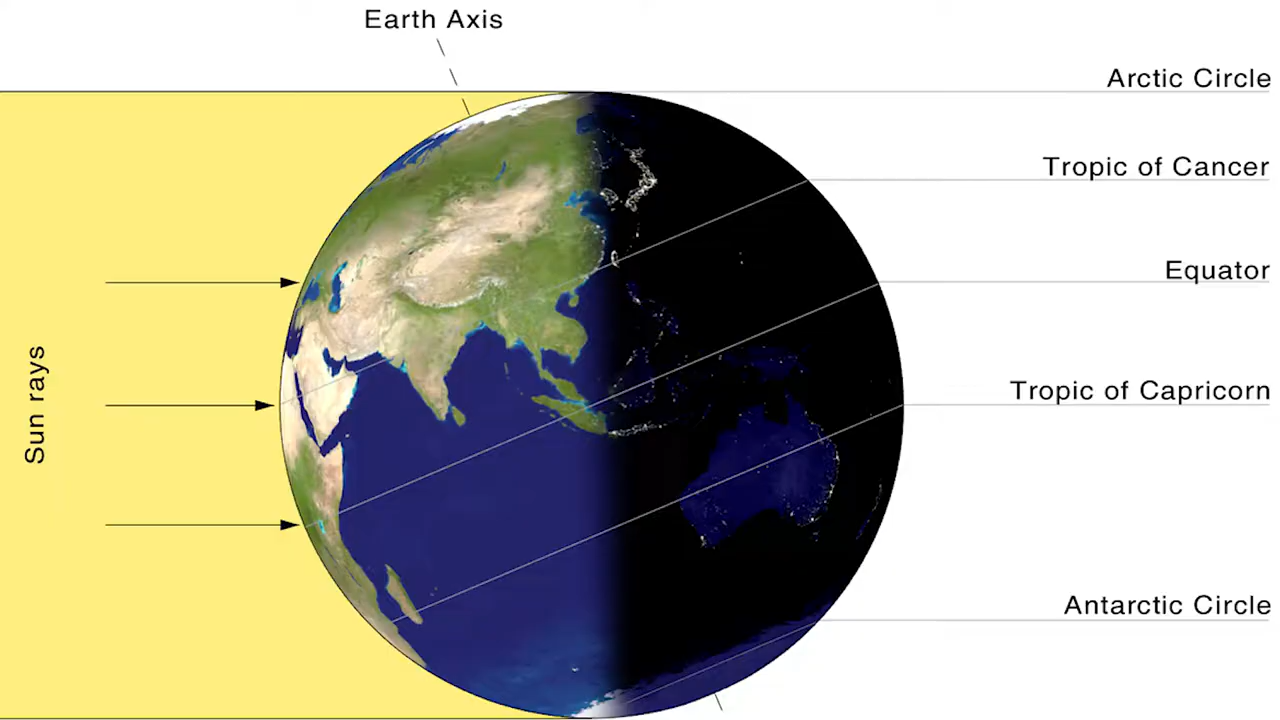 Earth Axis
Arctic Circle
Tropic of Cancer
Equator
Sun rays
Tropic of Capricorn
Antarctic Circle